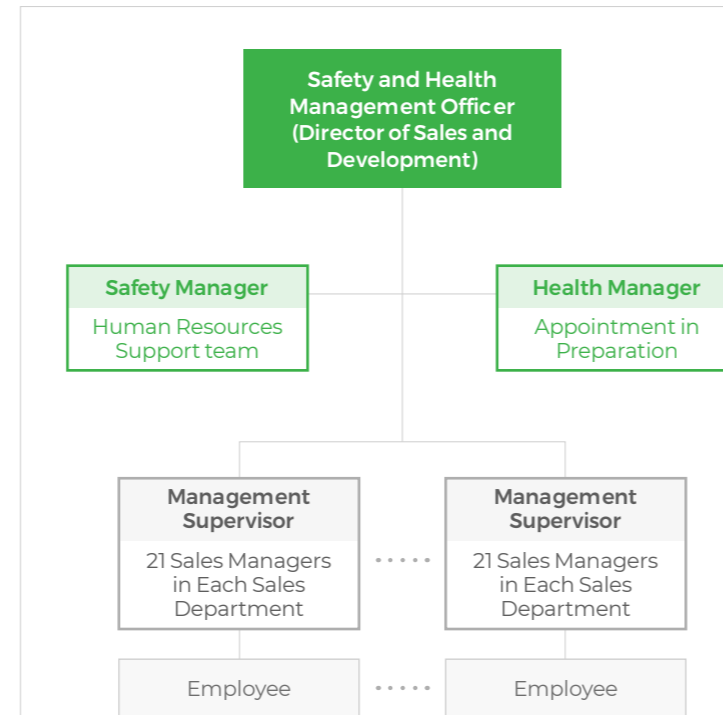 Safety and Health
Management Officer
(Director of Sales and
Development)
Safety Manager
Human Resources
Support team
Health Manager
Appointment in
Preparation
Management
Supervisor
21 Sales Managers
in Each Sales
Department
Management
Supervisor
21 Sales Managers
in Each Sales
Department
Employee
Employee